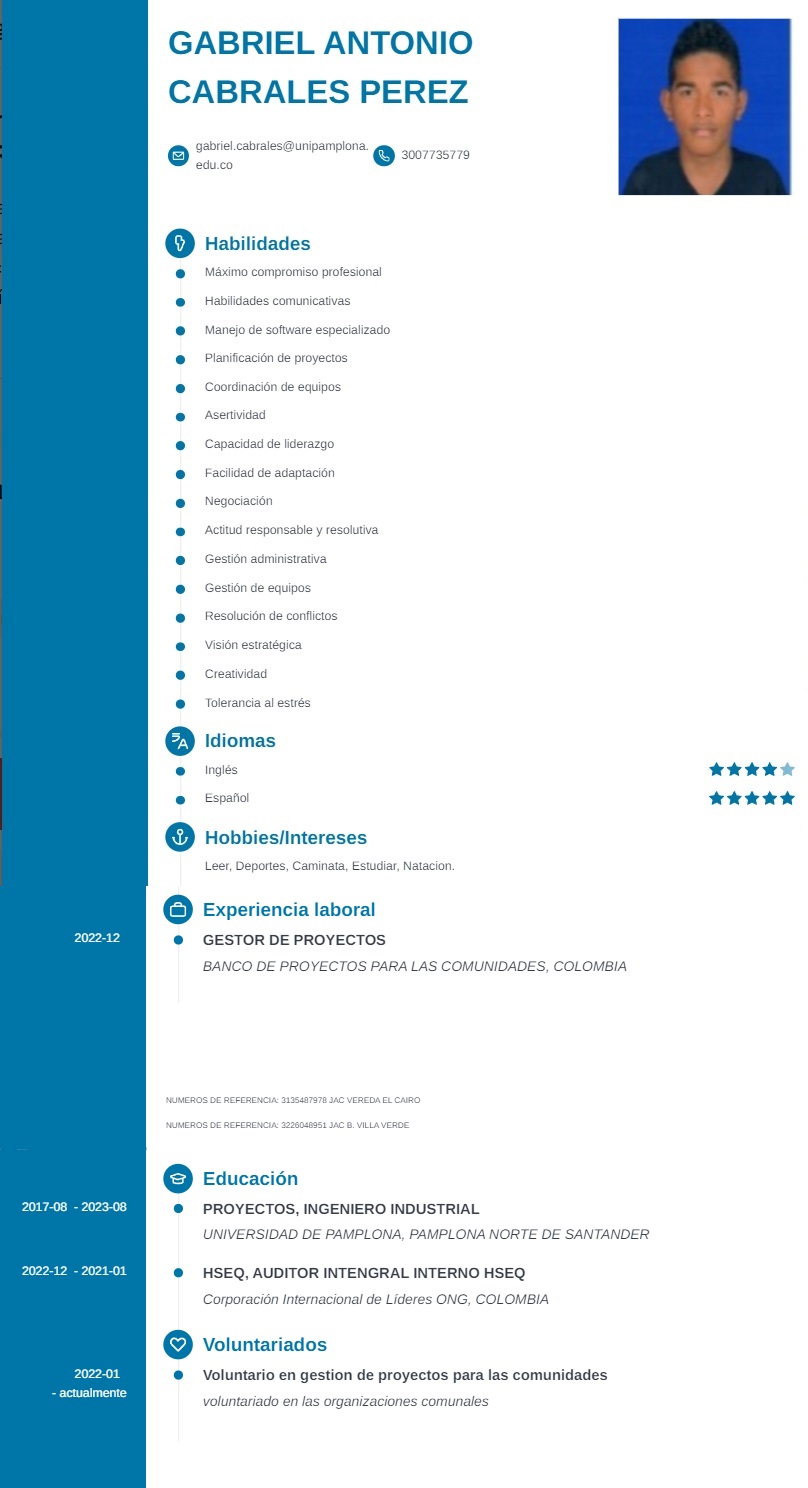 GABRIEL ANTONIO
CABRALES PEREZ
gabriel.cabrales@unipamplona.
edu.co
3007735779
Habilidades
Máximo compromiso profesional
Habilidades comunicativas
Manejo de software especializado
Planificación de proyectos
Coordinación de equipos
Asertividad
Capacidad de liderazgo
Facilidad de adaptación
Negociación
Actitud responsable y resolutiva
Gestión administrativa
Gestión de equipos
Resolución de conflictos
Visión estratégica
Creatividad
Tolerancia al estrés
Idiomas
Inglés
Español
Hobbies/Intereses
Leer, Deportes, Caminata, Estudiar, Natacion.
Experiencia laboral
2022-12
GESTOR DE PROYECTOS
BANCO DE PROYECTOS PARA LAS COMUNIDADES, COLOMBIA
NUMEROS DE REFERENCIA: 3135487978 JAC VEREDA EL CAIRO
NUMEROS DE REFERENCIA: 3226048951 JAC B. VILLA VERDE
Educación
2017-08 - 2023-08
PROYECTOS, INGENIERO INDUSTRIAL
UNIVERSIDAD DE PAMPLONA, PAMPLONA NORTE DE SANTANDER
2022-12 - 2021-01
HSEQ, AUDITOR INTENGRAL INTERNO HSEQ
Corporación Internacional de Líderes ONG, COLOMBIA
Voluntariados
2022-01
- actualmente
Voluntario en gestion de proyectos para las comunidades
voluntariado en las organizaciones comunales